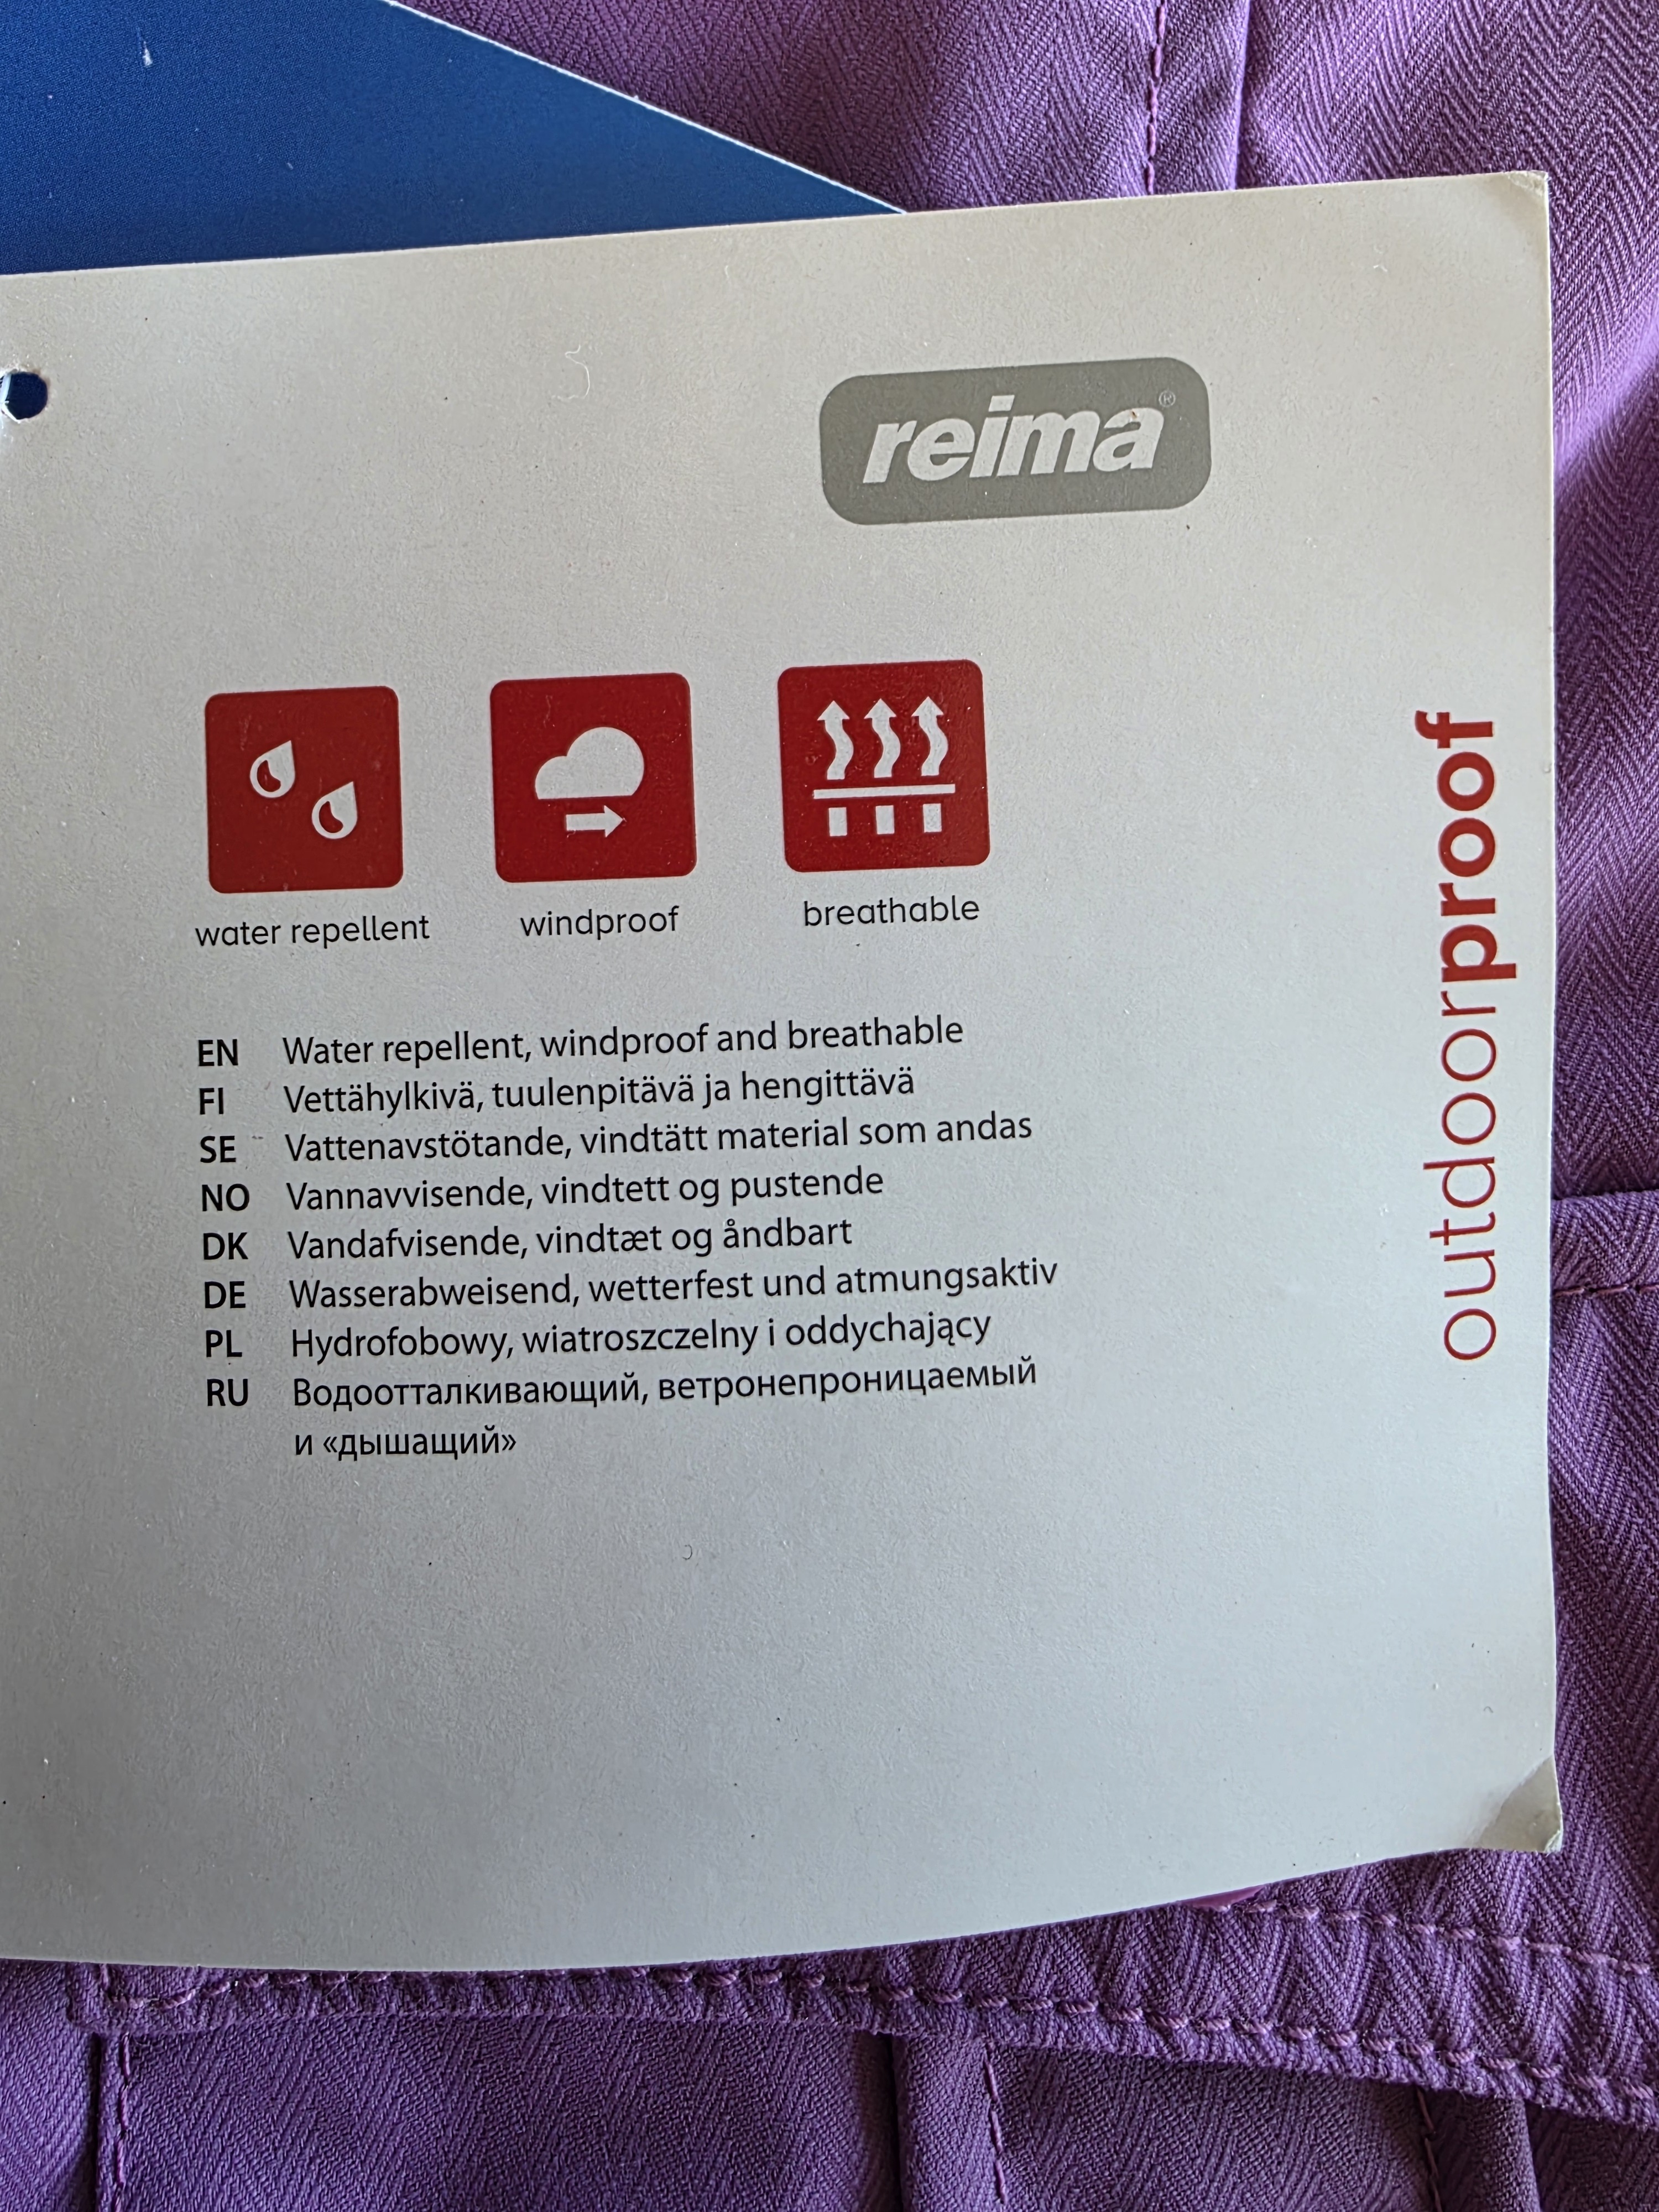 reima®
water repellent
windproof
breathable
EN Water repellent, windproof and breathable
FI Vettähylkivä, tuulenpitävä ja hengittävä
SE Vattenavstötande, vindtätt material som andas
NO Vannavvisende, vindtett og pustende
DK Vandafvisende, vindtæt og åndbart
DE Wasserabweisend, wetterfest und atmungsaktiv
PL Hydrofobowy, wiatroszczelny i oddychający
RU Водоотталкивающий, ветронепроницаемый
и «дышащий»
outdoorproof